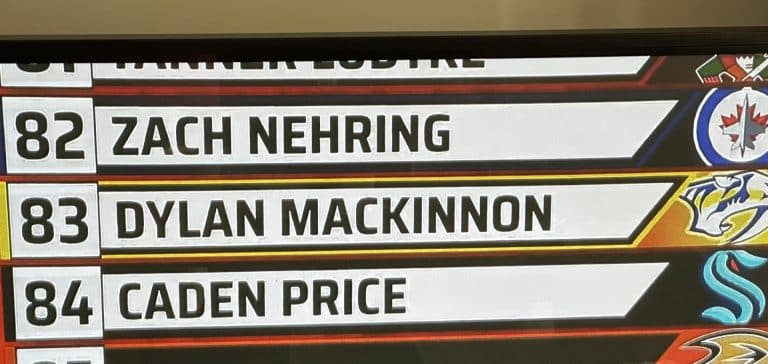 82 ZACH NEHRING
83 DYLAN MACKINNON
84 CADEN PRICE